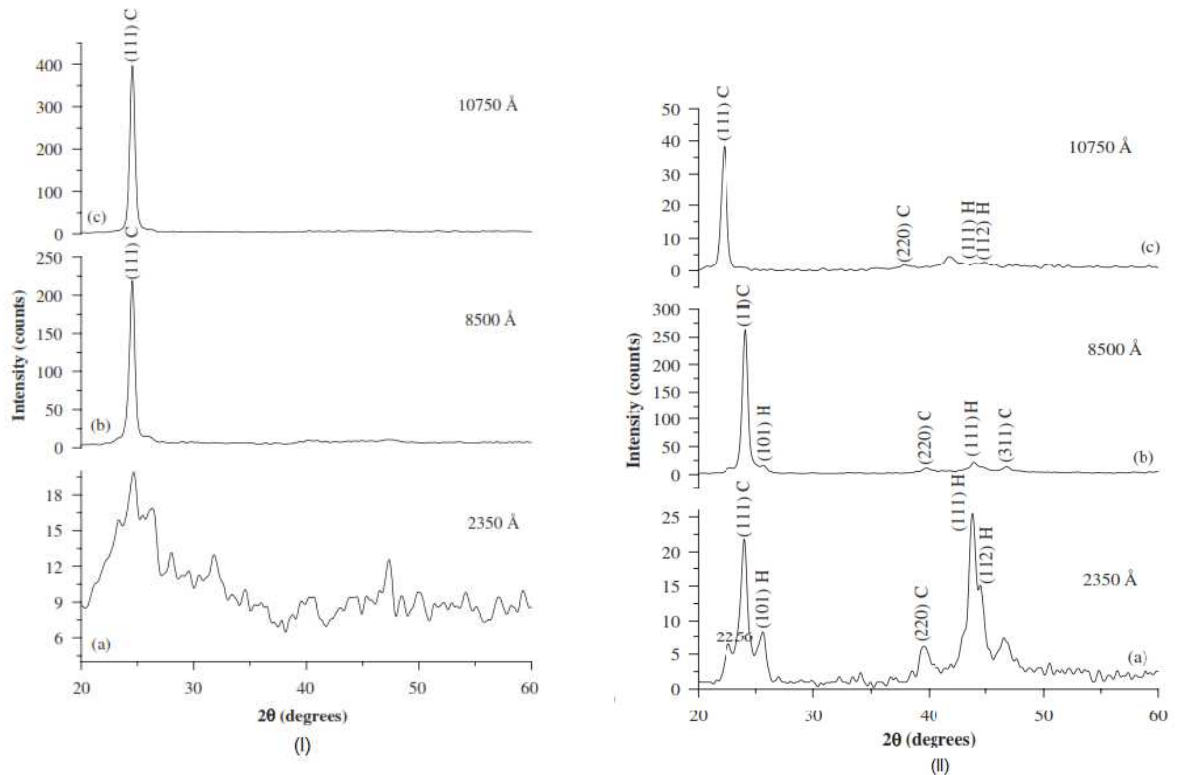 (111) C
400
300
200
100
0
10750 Å
(c)
(111) C
250
200
150
100
50
0
8500 Å
(b)
Intensity (counts)
18
15
12
9
6
2350 Å
(a)
20 30 40 50 60
2θ (degrees)
(I)
(111) C
50
40
30
20
10
0
10750 Å
(220) C
(111) H
(112) H
(c)
300
250
200
150
100
50
0
(11) C
(101) H
8500 Å
(220) C
(111) H
(311) C
(b)
Intensity (counts)
25
20
15
10
5
0
(111) C
22.56
(101) H
(220) C
(111) H
(112) H
2350 Å
(a)
20 30 40 50 60
2θ (degrees)
(II)